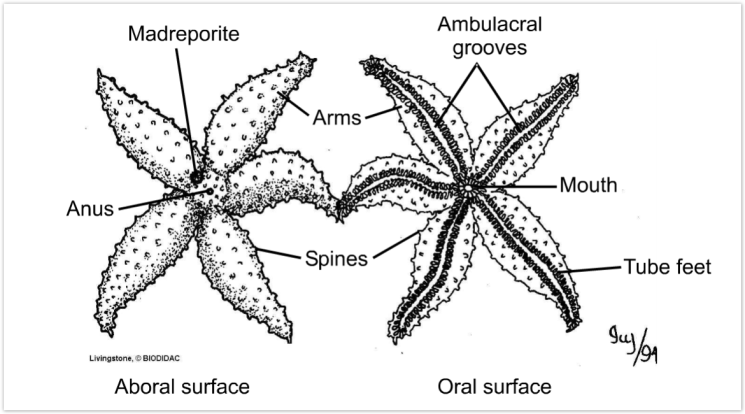 Madreporite
Ambulacral
grooves
Arms
Mouth
Anus
Spines
Tube feet
Livingstone, © BIODIDAC
Aboral surface
Oral surface